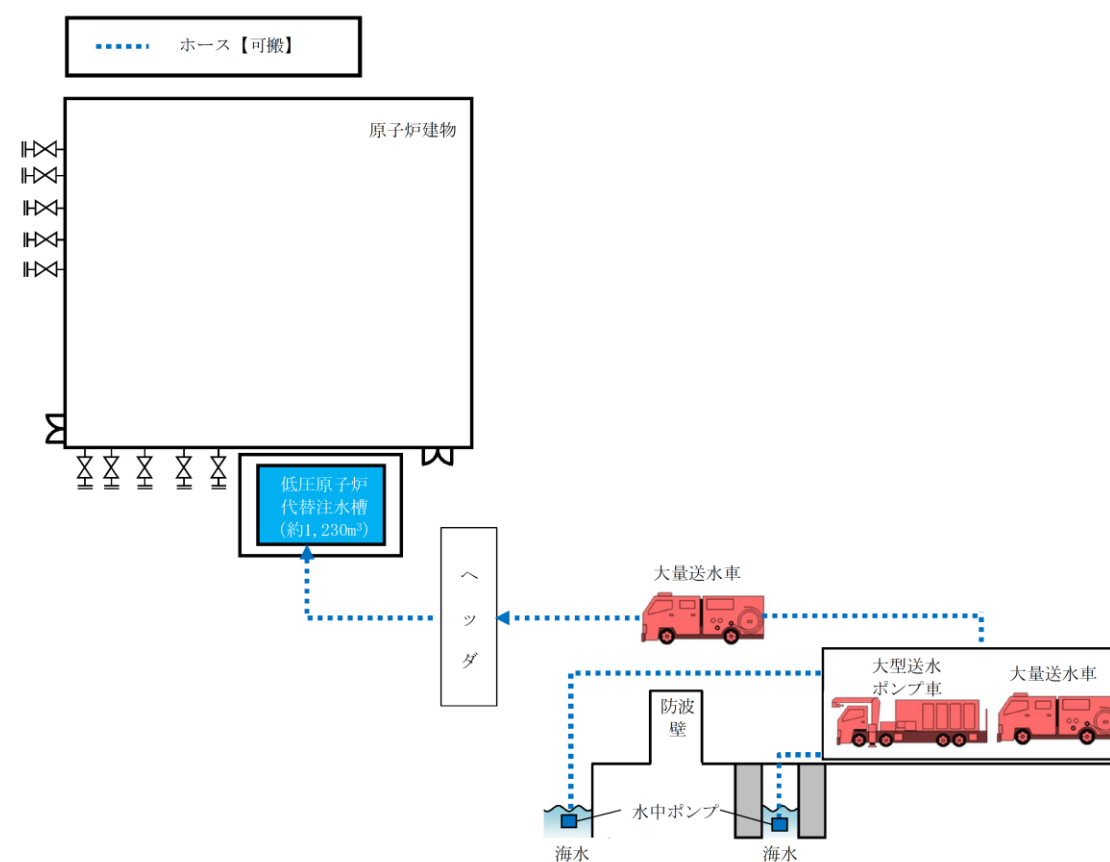 ホース【可搬】
原子炉建物
低圧原子炉
代替注水槽
(約1,230m³)
ヘッダ
大量送水車
大型送水
ポンプ車
大量送水車
防波
壁
水中ポンプ
海水
海水